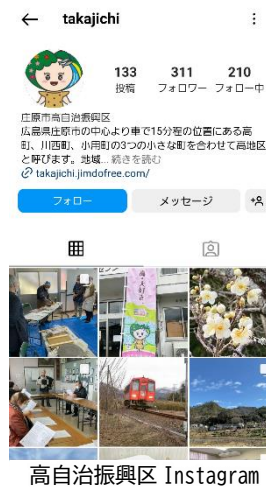 takajichi
133 311 210
投稿 フォロワー フォロー中
庄原市高自治振興区
広島県庄原市の中心より車で15分程の位置にある高
町、川西町、小用町の3つの小さな町を合わせて高地区
と呼びます。地域... 続きを読む
takajichi.jimdofree.com/
フォロー メッセージ
高自治振興区 Instagram